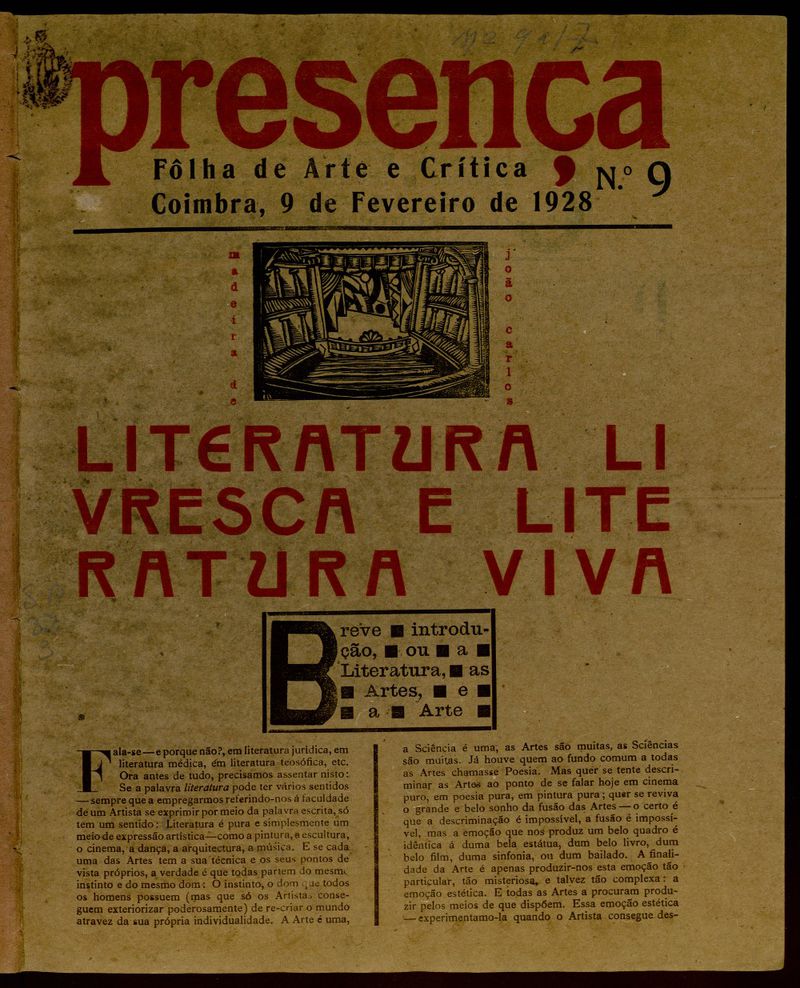 presença
Fôlha de Arte e Crítica
N.º 9
Coimbra, 9 de Fevereiro de 1928
madeira de
joão carlos
LITERATURA LI
VRESCA E LITE
RATURA VIVA
Breve ■ introdu-
ção, ■ ou ■ a ■
Literatura, ■ as
■ Artes, ■ e ■
■ a ■ Arte ■
Fala-se — e porque não?, em literatura jurídica, em
literatura médica, em literatura teosófica, etc.
Ora antes de tudo, precisamos assentar nisto:
Se a palavra literatura pode ter vários sentidos
— sempre que a empregarmos referindo-nos á faculdade
de um Artista se exprimir por meio da palavra escrita, só
tem um sentido: Literatura é pura e simplesmente um
meio de expressão artística — como a pintura, a escultura,
o cinema, a dança, a arquitectura, a música. E se cada
uma das Artes tem a sua técnica e os seus pontos de
vista próprios, a verdade é que todas partem do mesmo
instinto e do mesmo dom: O instinto, o dom que todos
os homens possuem (mas que só os Artistas conse-
guem exteriorizar poderosamente) de re-criar o mundo
atravez da sua própria individualidade. A Arte é uma,
a Sciência é uma, as Artes são muitas, as Sciências
são muitas. Já houve quem ao fundo comum a todas
as Artes chamasse Poesia. Mas quer se tente descri-
minar as Artes ao ponto de se falar hoje em cinema
puro, em poesia pura, em pintura pura; quer se reviva
o grande e belo sonho da fusão das Artes — o certo é
que a descriminação é impossível, a fusão é impossí-
vel, mas a emoção que nos produz um belo quadro é
idêntica á duma bela estátua, dum belo livro, dum
belo film, duma sinfonia, ou dum bailado. A finali-
dade da Arte é apenas produzir-nos esta emoção tão
particular, tão misteriosa, e talvez tão complexa: a
emoção estética. E todas as Artes a procuram produ-
zir pelos meios de que dispõem. Essa emoção estética
— experimentamo-la quando o Artista consegue des-